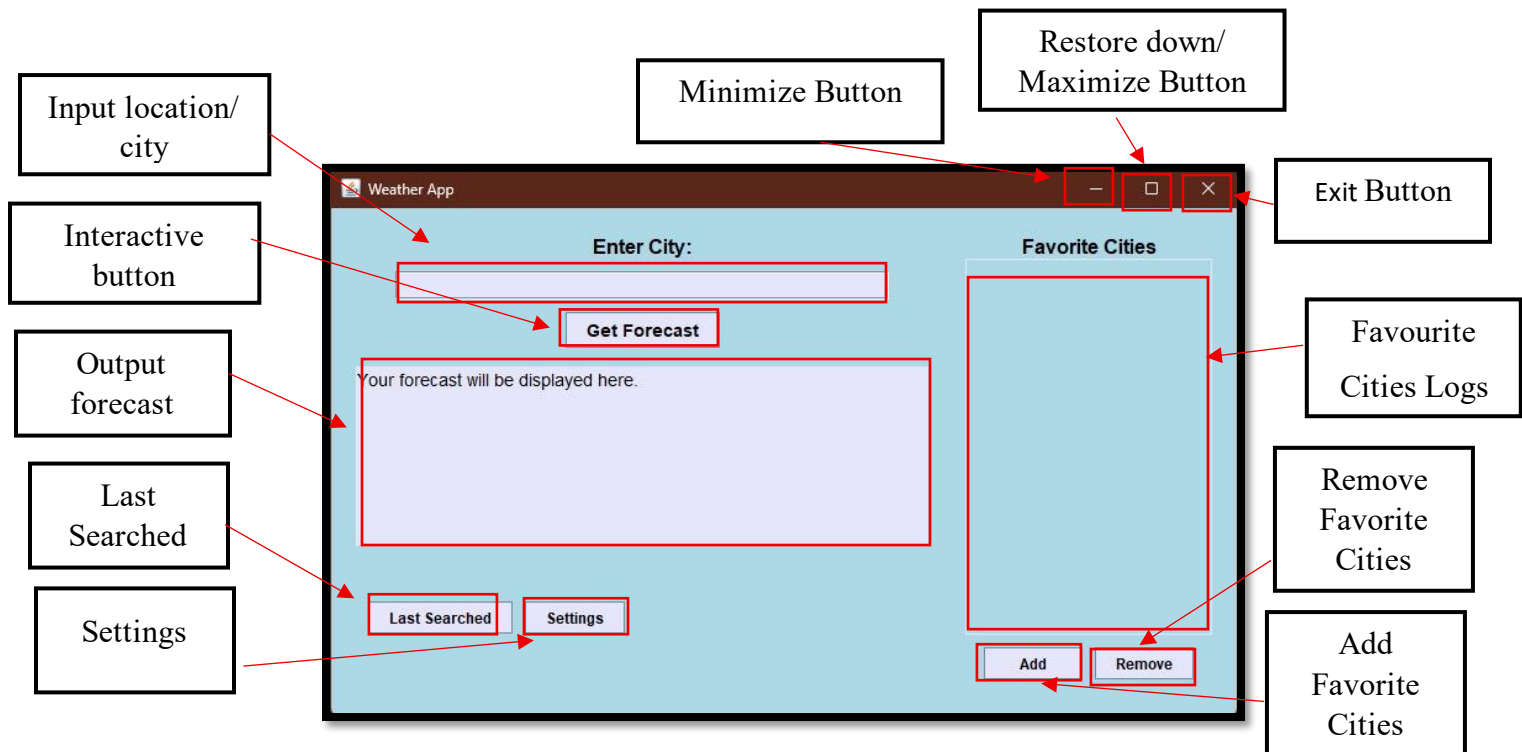 Restore down/
Maximize Button
Minimize Button
Input location/
city
Exit Button
Weather App
Interactive
button
Enter City:
Favorite Cities
Get Forecast
Favourite
Cities Logs
Output
forecast
Your forecast will be displayed here.
Last
Searched
Remove
Favorite
Cities
Settings
Last Searched
Settings
Add
Remove
Add
Favorite
Cities